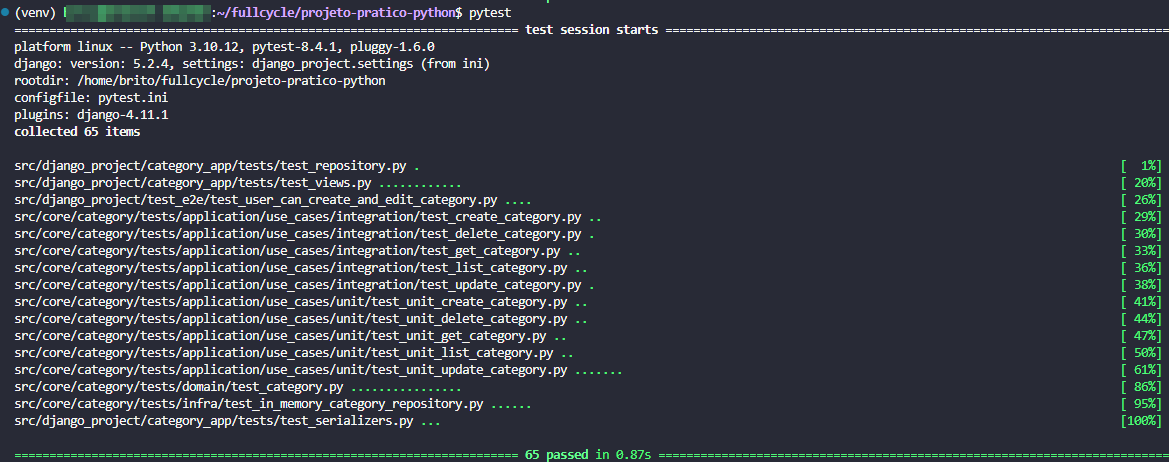 (venv) :~/fullcycle/projeto-pratico-python$ pytest
======================================================================== test session starts ========================================================================
platform linux -- Python 3.10.12, pytest-8.4.1, pluggy-1.6.0
django: version: 5.2.4, settings: django_project.settings (from ini)
rootdir: /home/brito/fullcycle/projeto-pratico-python
configfile: pytest.ini
plugins: django-4.11.1
collected 65 items
src/django_project/category_app/tests/test_repository.py . [  1%]
src/django_project/category_app/tests/test_views.py ............ [ 20%]
src/django_project/test_e2e/test_user_can_create_and_edit_category.py .... [ 26%]
src/core/category/tests/application/use_cases/integration/test_create_category.py .. [ 29%]
src/core/category/tests/application/use_cases/integration/test_delete_category.py . [ 30%]
src/core/category/tests/application/use_cases/integration/test_get_category.py .. [ 33%]
src/core/category/tests/application/use_cases/integration/test_list_category.py .. [ 36%]
src/core/category/tests/application/use_cases/integration/test_update_category.py . [ 38%]
src/core/category/tests/application/use_cases/unit/test_unit_create_category.py .. [ 41%]
src/core/category/tests/application/use_cases/unit/test_unit_delete_category.py .. [ 44%]
src/core/category/tests/application/use_cases/unit/test_unit_get_category.py .. [ 47%]
src/core/category/tests/application/use_cases/unit/test_unit_list_category.py .. [ 50%]
src/core/category/tests/application/use_cases/unit/test_unit_update_category.py ....... [ 61%]
src/core/category/tests/domain/test_category.py ................ [ 86%]
src/core/category/tests/infra/test_in_memory_category_repository.py ...... [ 95%]
src/django_project/category_app/tests/test_serializers.py ... [100%]
======================================================================== 65 passed in 0.87s =========================================================================